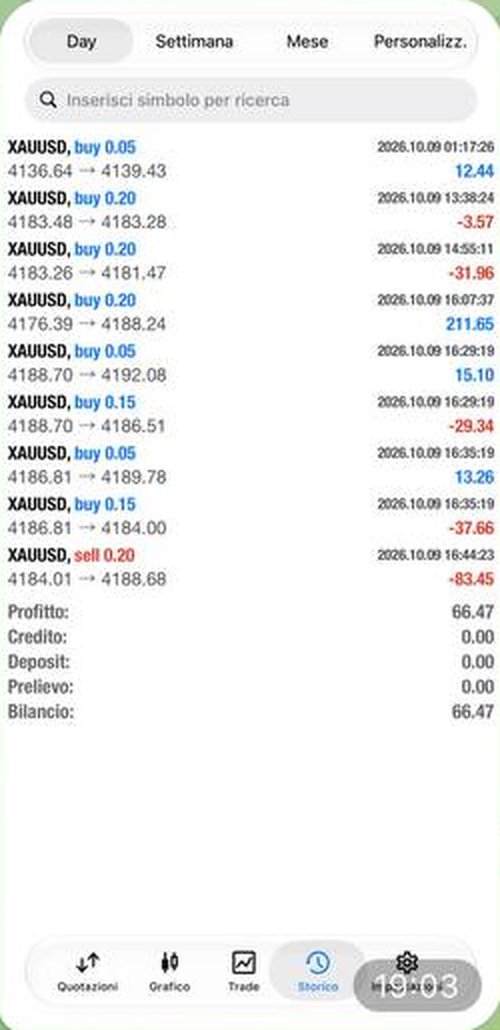 Day Settimana Mese Personalizz.
Inserisci simbolo per ricerca
XAUUSD, buy 0.05 2026.10.09 01:17:26
4136.64 → 4139.43 12.44
XAUUSD, buy 0.20 2026.10.09 13:38:24
4183.48 → 4183.28 -3.57
XAUUSD, buy 0.20 2026.10.09 14:55:11
4183.26 → 4181.47 -31.96
XAUUSD, buy 0.20 2026.10.09 16:07:37
4176.39 → 4188.24 211.65
XAUUSD, buy 0.05 2026.10.09 16:29:19
4188.70 → 4192.08 15.10
XAUUSD, buy 0.15 2026.10.09 16:29:19
4188.70 → 4186.51 -29.34
XAUUSD, buy 0.05 2026.10.09 16:35:19
4186.81 → 4189.78 13.26
XAUUSD, buy 0.15 2026.10.09 16:35:19
4186.81 → 4184.00 -37.66
XAUUSD, sell 0.20 2026.10.09 16:44:23
4184.01 → 4188.68 -83.45
Profitto: 66.47
Credito: 0.00
Deposit: 0.00
Prelievo: 0.00
Bilancio: 66.47
Quotazioni Grafico Trade Storico
19:03